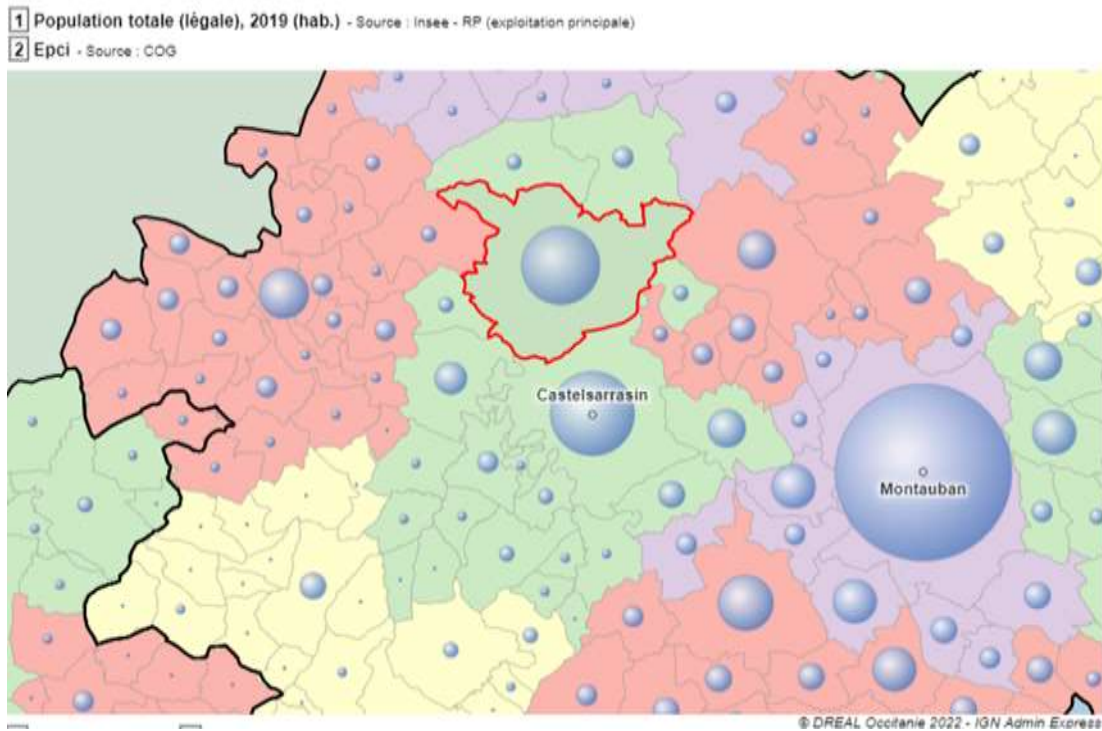 1 Population totale (légale), 2019 (hab.) - Source : Insee - RP (exploitation principale)
2 Epci - Source : COG
Castelsarrasin
Montauban
© DREAL Occitanie 2022 - IGN Admin Express